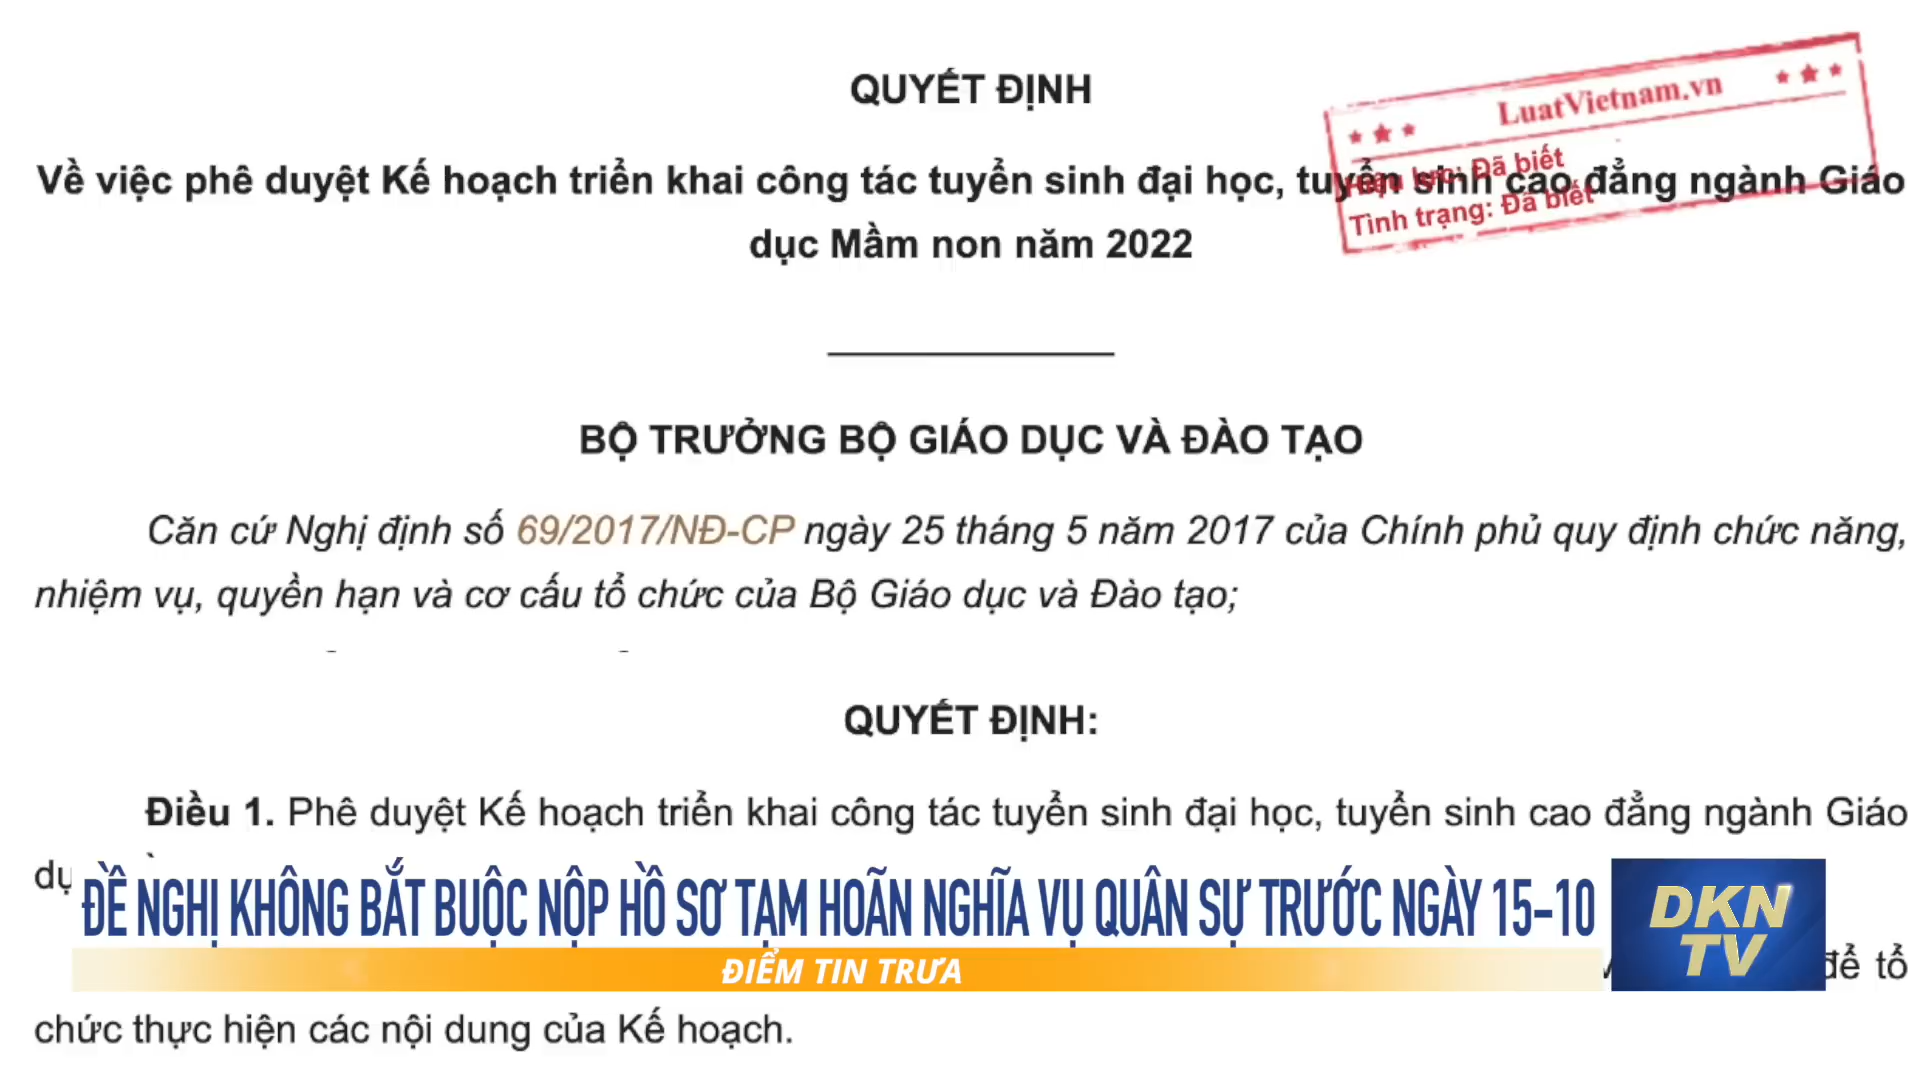 QUYẾT ĐỊNH
LuatVietnam.vn
Hiệu lực: Đã biết
Tình trạng: Đã biết
Về việc phê duyệt Kế hoạch triển khai công tác tuyển sinh đại học, tuyển sinh cao đẳng ngành Giáo
dục Mầm non năm 2022
BỘ TRƯỞNG BỘ GIÁO DỤC VÀ ĐÀO TẠO
Căn cứ Nghị định số 69/2017/NĐ-CP ngày 25 tháng 5 năm 2017 của Chính phủ quy định chức năng,
nhiệm vụ, quyền hạn và cơ cấu tổ chức của Bộ Giáo dục và Đào tạo;
QUYẾT ĐỊNH:
Điều 1. Phê duyệt Kế hoạch triển khai công tác tuyển sinh đại học, tuyển sinh cao đẳng ngành Giáo
ĐỀ NGHỊ KHÔNG BẮT BUỘC NỘP HỒ SƠ TẠM HOÃN NGHĨA VỤ QUÂN SỰ TRƯỚC NGÀY 15-10
DKN
TV
ĐIỂM TIN TRƯA
để tổ
chức thực hiện các nội dung của Kế hoạch.